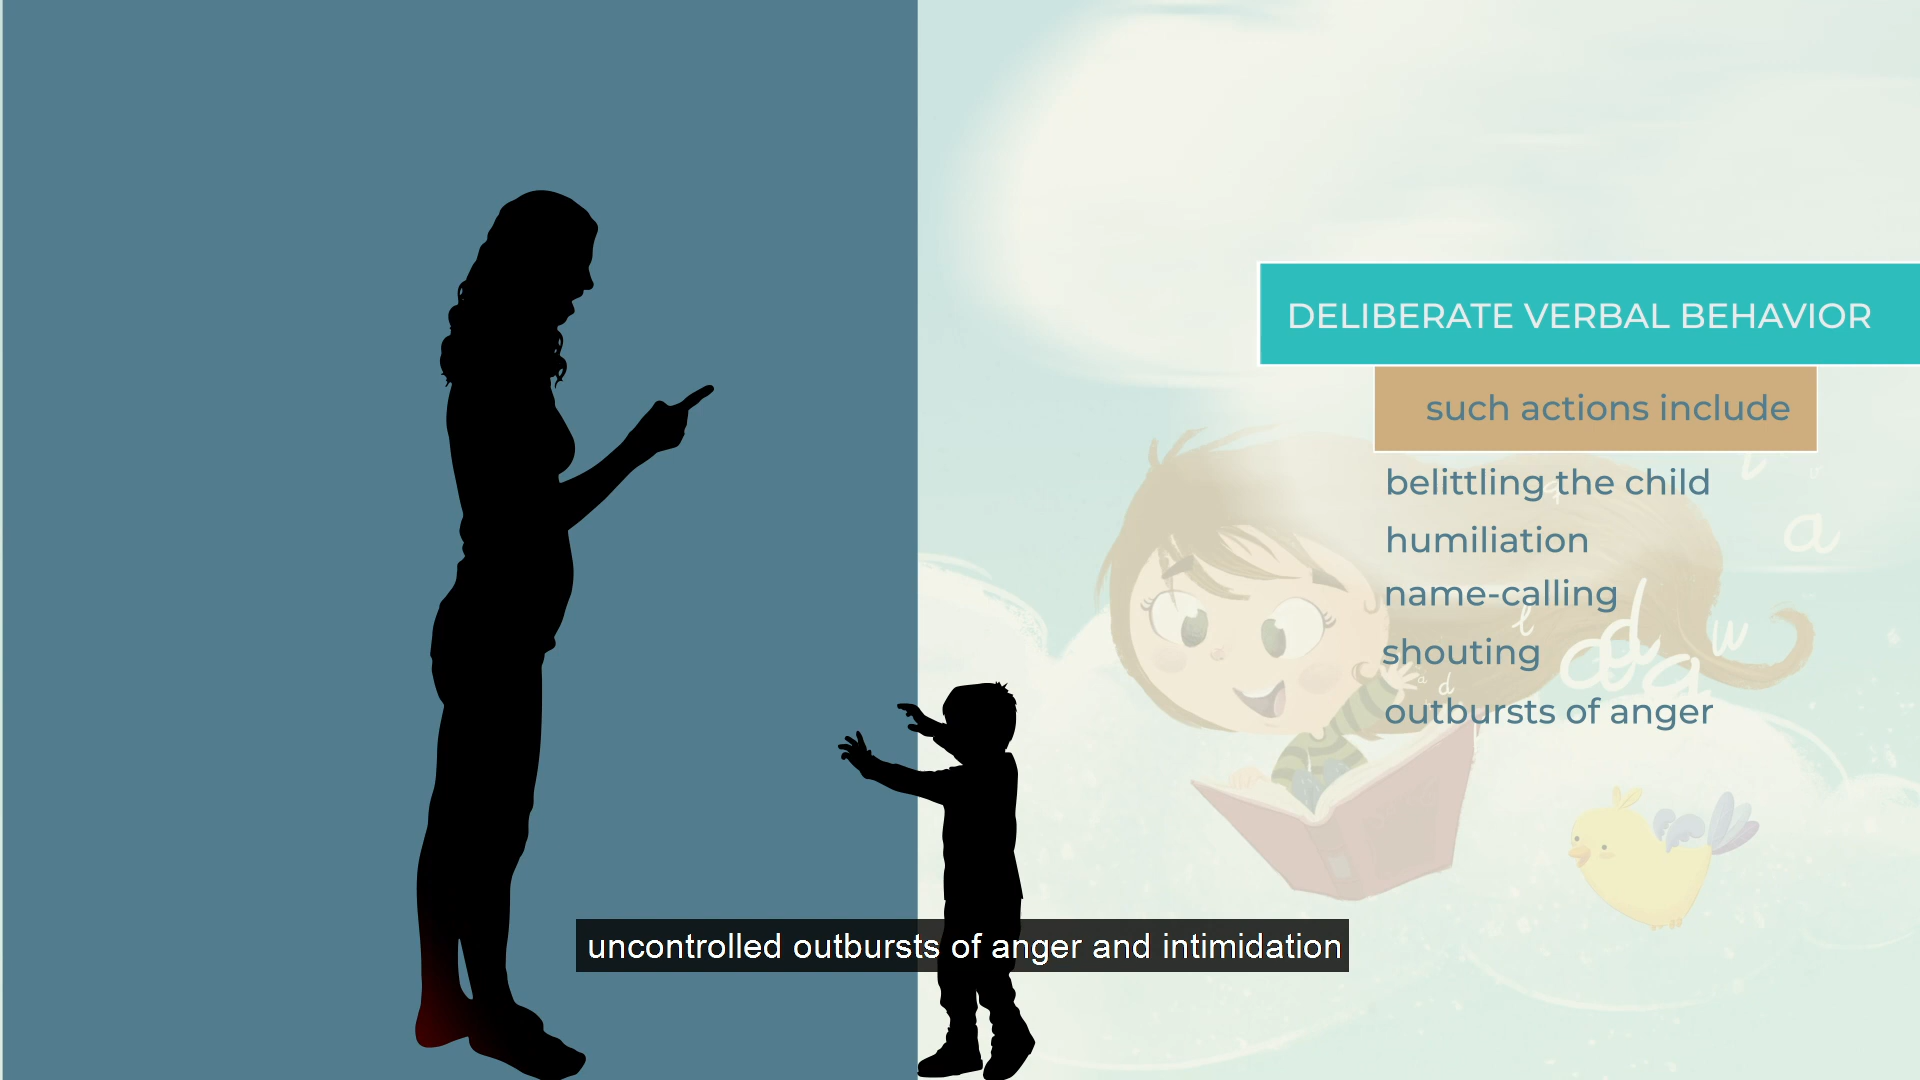 DELIBERATE VERBAL BEHAVIOR
such actions include
belittling the child
humiliation
name-calling
shouting
outbursts of anger
uncontrolled outbursts of anger and intimidation